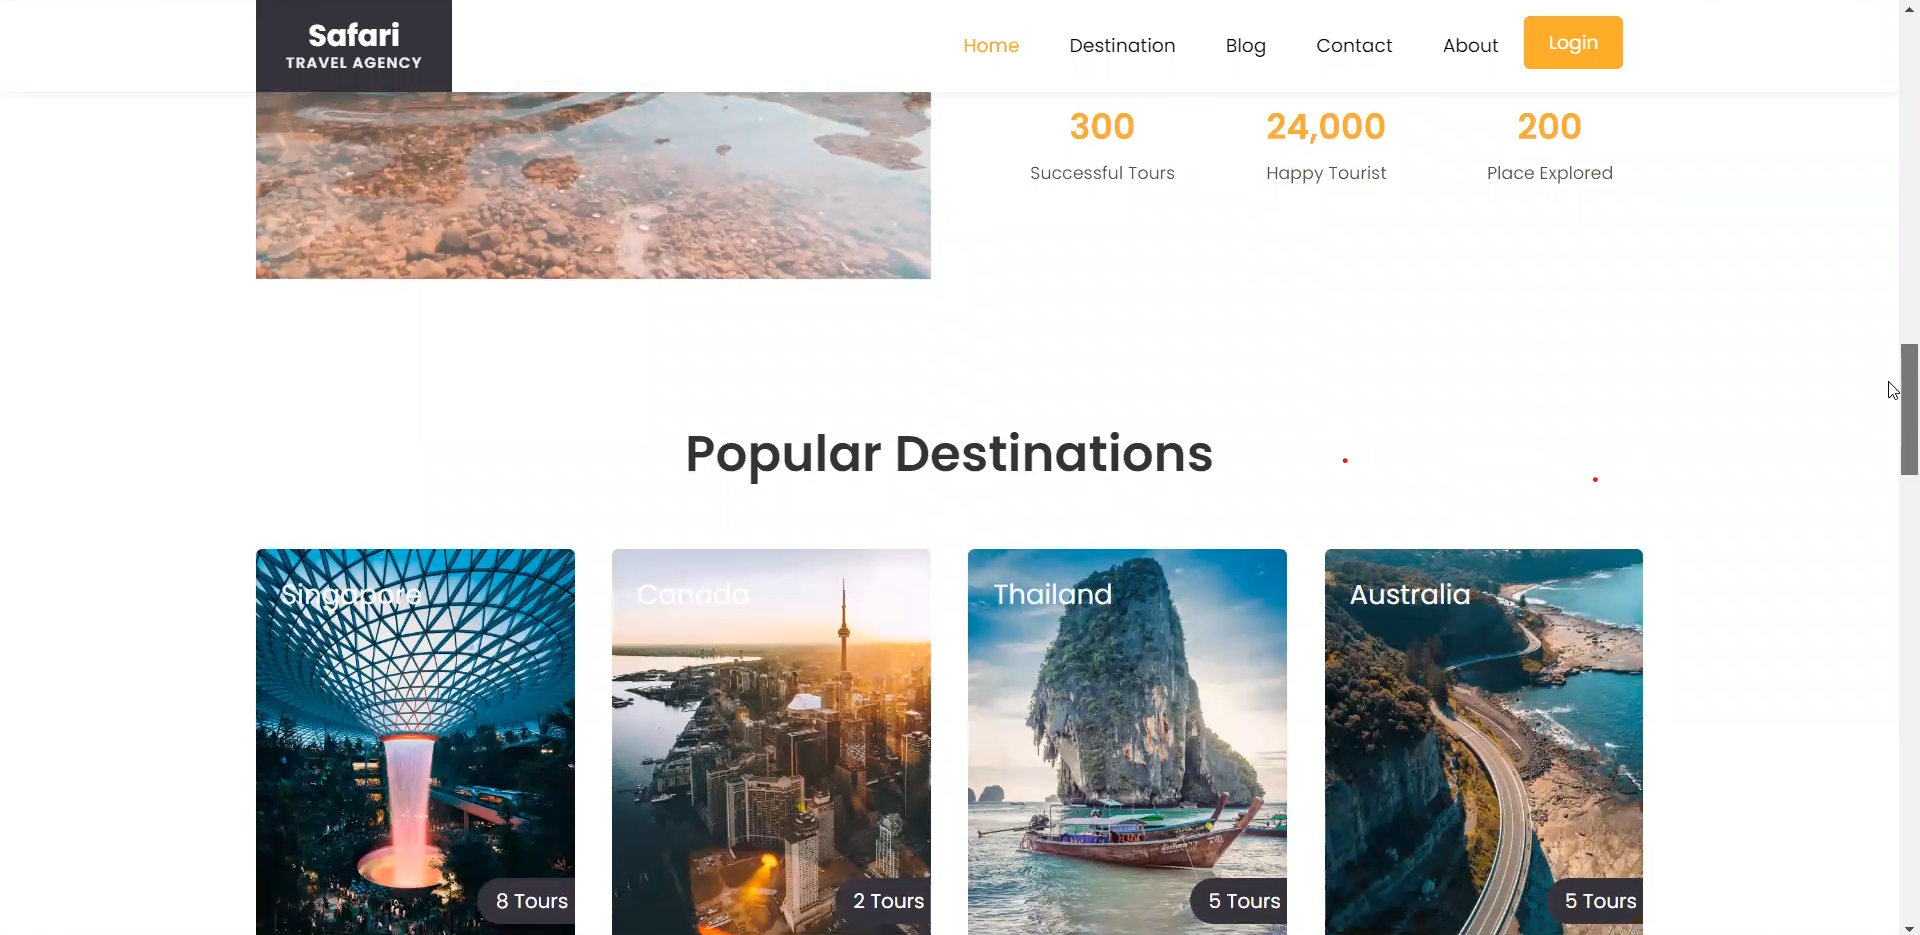 Safari
TRAVEL AGENCY
Home Destination Blog Contact About Login
300 24,000 200
Successful Tours Happy Tourist Place Explored
Popular Destinations
Singapore Canada Thailand Australia
8 Tours 2 Tours 5 Tours 5 Tours